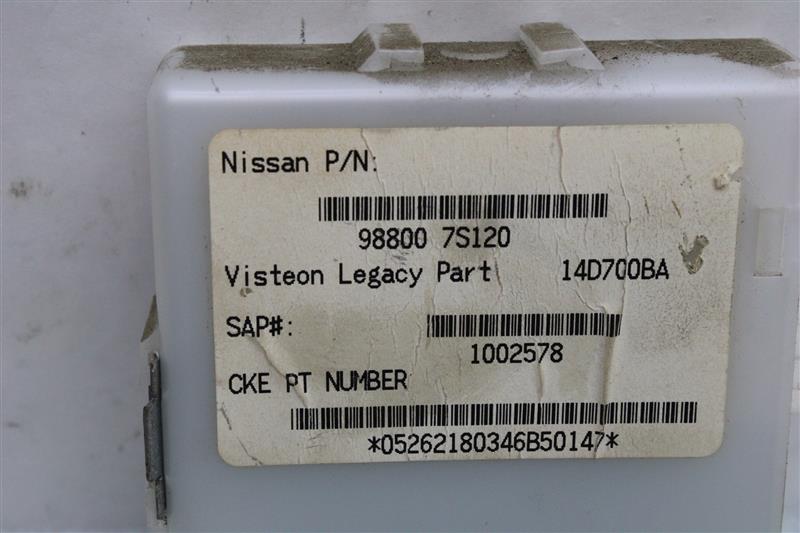 Nissan P/N:
98800 7S120
Visteon Legacy Part 14D700BA
SAP#:
1002578
CKE PT NUMBER
*05262180346B50147*